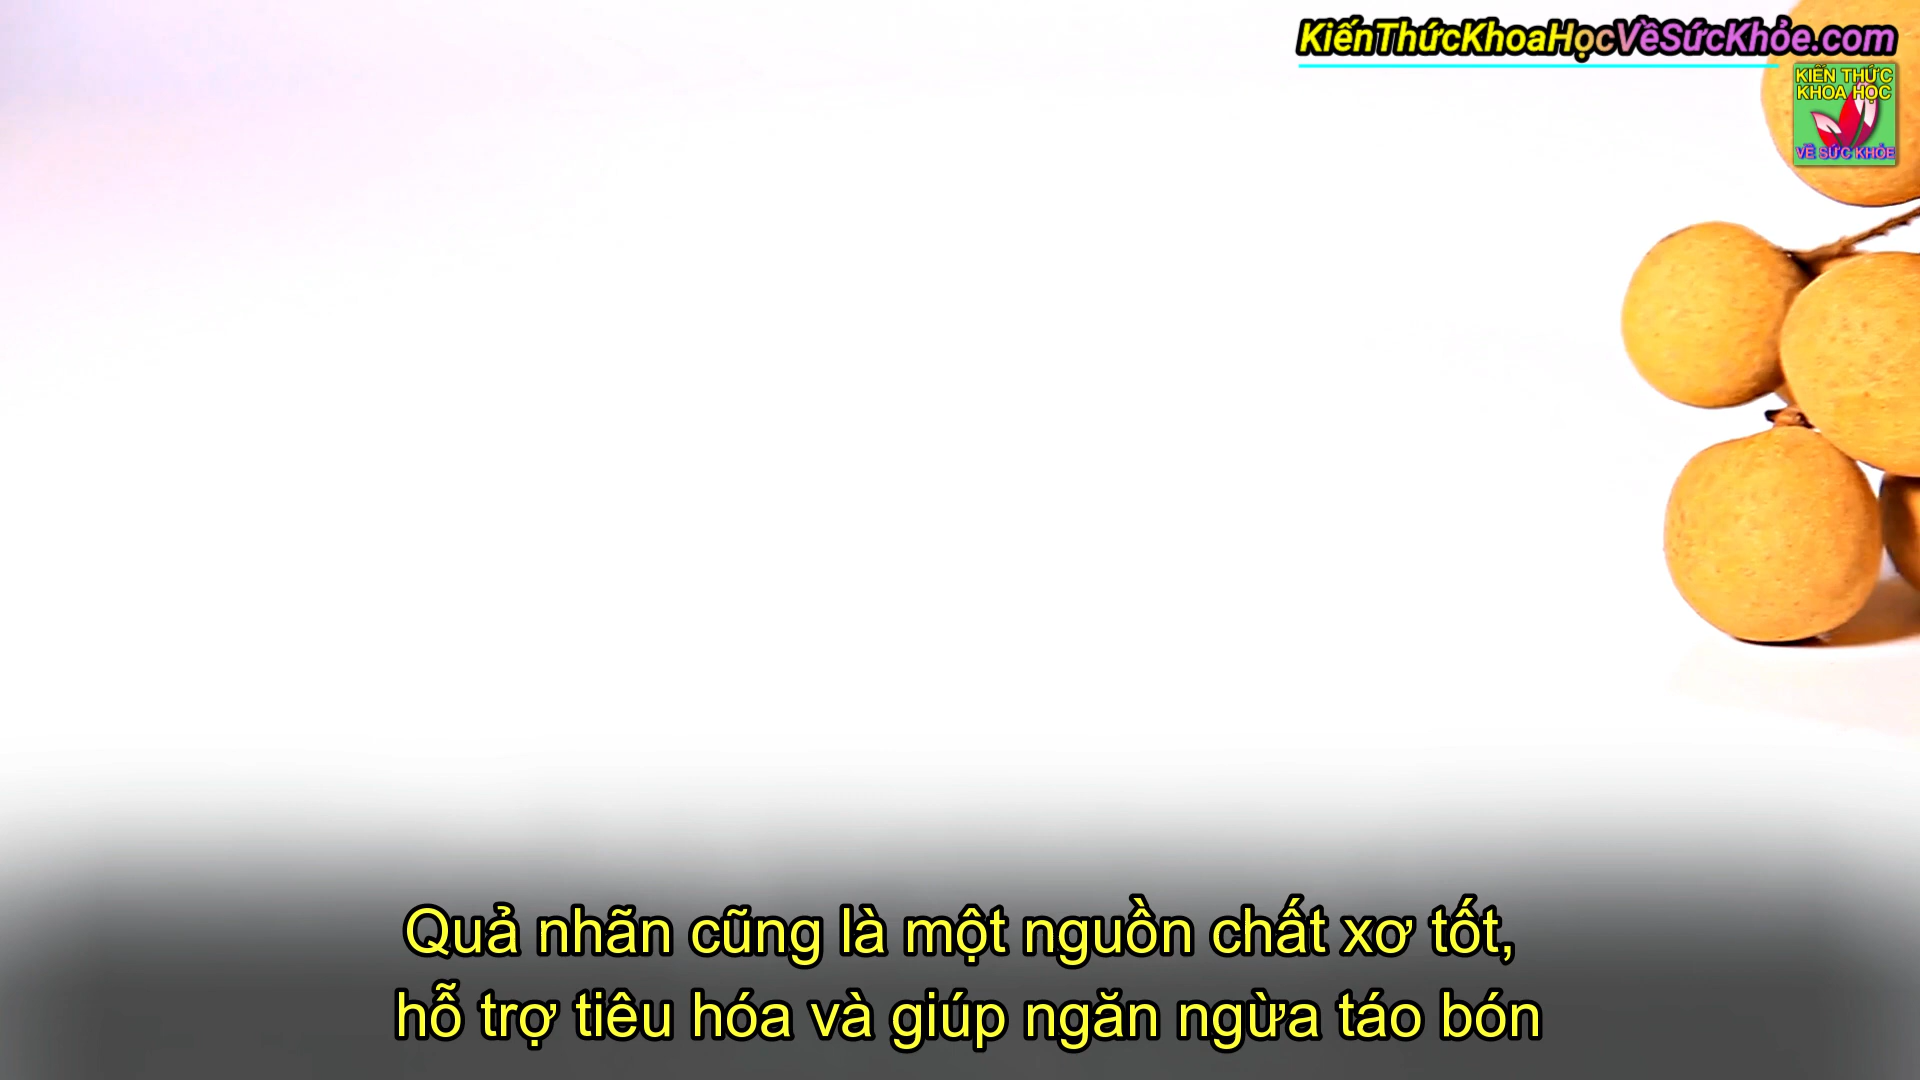 KiếnThứcKhoaHọcVềSứcKhỏe.com
KIẾN THỨC
KHOA HỌC
VỀ SỨC KHỎE
Quả nhãn cũng là một nguồn chất xơ tốt,
hỗ trợ tiêu hóa và giúp ngăn ngừa táo bón